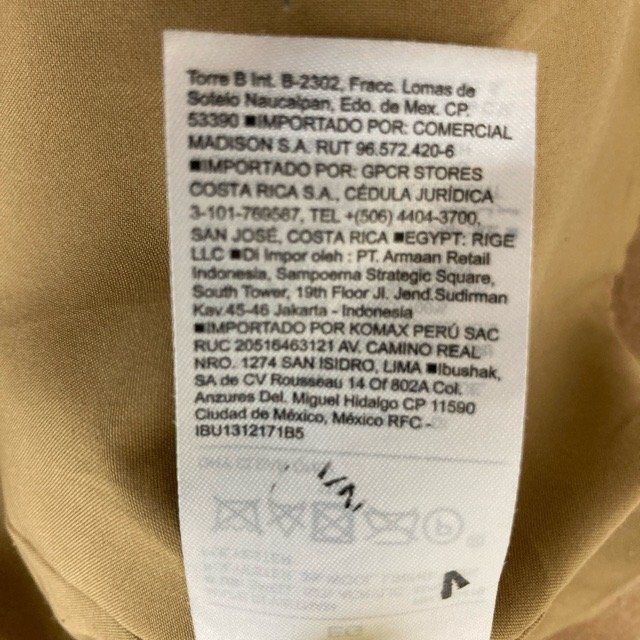 Torre B Int. B-2302, Fracc. Lomas de
Sotelo Naucalpan, Edo. de Mex. CP.
53390 ■IMPORTADO POR: COMERCIAL
MADISON S.A. RUT 96.572.420-6
■IMPORTADO POR: GPCR STORES
COSTA RICA S.A., CÉDULA JURÍDICA
3-101-769587, TEL +(506) 4404-3700,
SAN JOSÉ, COSTA RICA ■EGYPT: RIGE
LLC ■Di Impor oleh : PT. Armaan Retail
Indonesia, Sampoerna Strategic Square,
South Tower, 19th Floor Jl. Jend.Sudirman
Kav.45-46 Jakarta - Indonesia
■IMPORTADO POR KOMAX PERÚ SAC
RUC 20516463121 AV. CAMINO REAL
NRO. 1274 SAN ISIDRO, LIMA ■Ibushak,
SA de CV Rousseau 14 Of 802A Col.
Anzures Del. Miguel Hidalgo CP 11590
Ciudad de México, México RFC -
IBU1312171B5